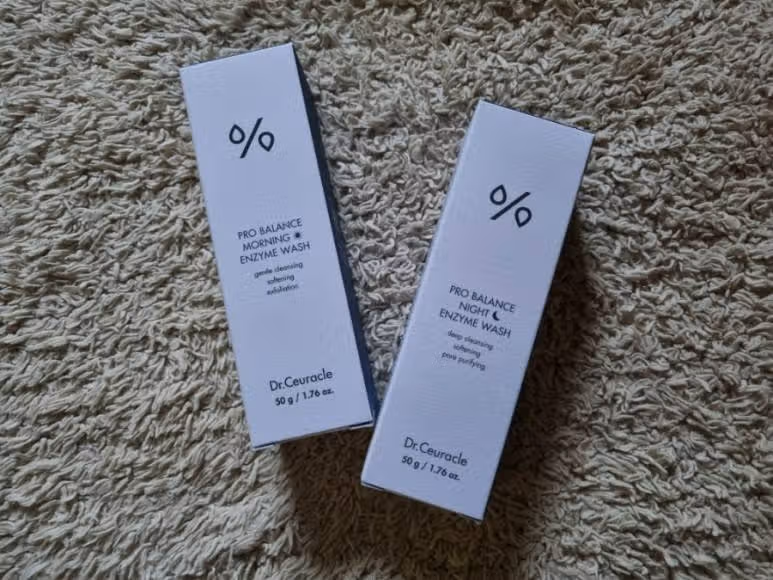 %
PRO BALANCE
MORNING ☀
ENZYME WASH
gentle cleansing
softening
exfoliation
Dr.Ceuracle
50 g / 1.76 oz.
%
PRO BALANCE
NIGHT ☾
ENZYME WASH
deep cleansing
softening
pore purifying
Dr.Ceuracle
50 g / 1.76 oz.